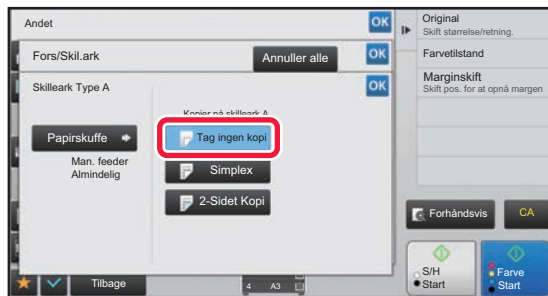 Andet
OK
Fors/Skil.ark
Annuller alle
OK
Skilleark Type A
OK
Kopier på skilleark A
Papirskuffe
Man. feeder
Almindelig
Tag ingen kopi
Simplex
2-Sidet Kopi
Tilbage
4 A3
Original
Skift størrelse/retning.
Farvetilstand
Marginskift
Skift pos. for at opnå margen
Forhåndsvis
CA
S/H
Start
Farve
Start